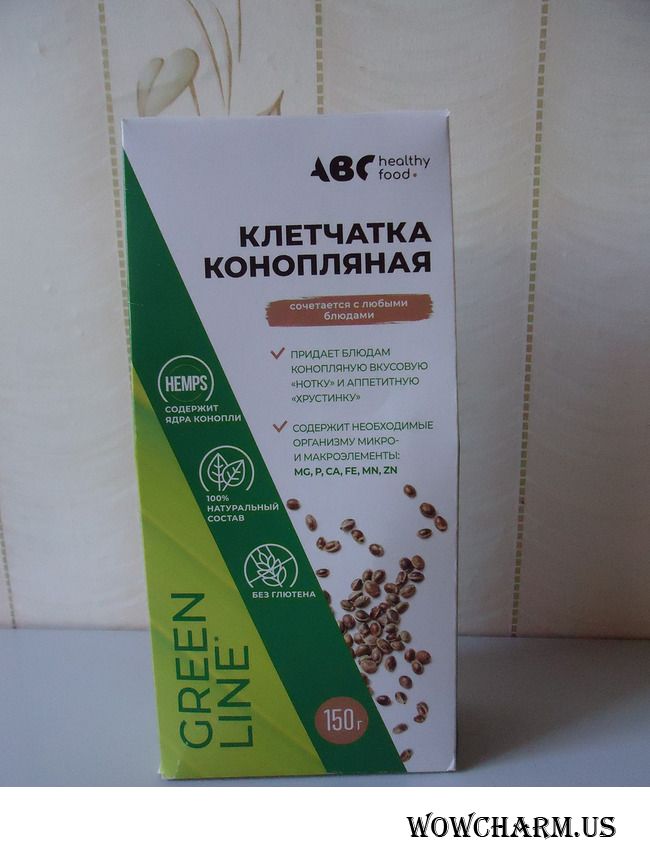 ABC healthy
food.
КЛЕТЧАТКА
КОНОПЛЯНАЯ
сочетается с любыми
блюдами
ПРИДАЕТ БЛЮДАМ
КОНОПЛЯНУЮ ВКУСОВУЮ
«НОТКУ» И АППЕТИТНУЮ
«ХРУСТИНКУ»
СОДЕРЖИТ НЕОБХОДИМЫЕ
ОРГАНИЗМУ МИКРО-
И МАКРОЭЛЕМЕНТЫ:
MG, P, CA, FE, MN, ZN
HEMPS
СОДЕРЖИТ
ЯДРА КОНОПЛИ
100%
НАТУРАЛЬНЫЙ
СОСТАВ
БЕЗ ГЛЮТЕНА
GREEN
LINE*
150 г
WOWCHARM.US